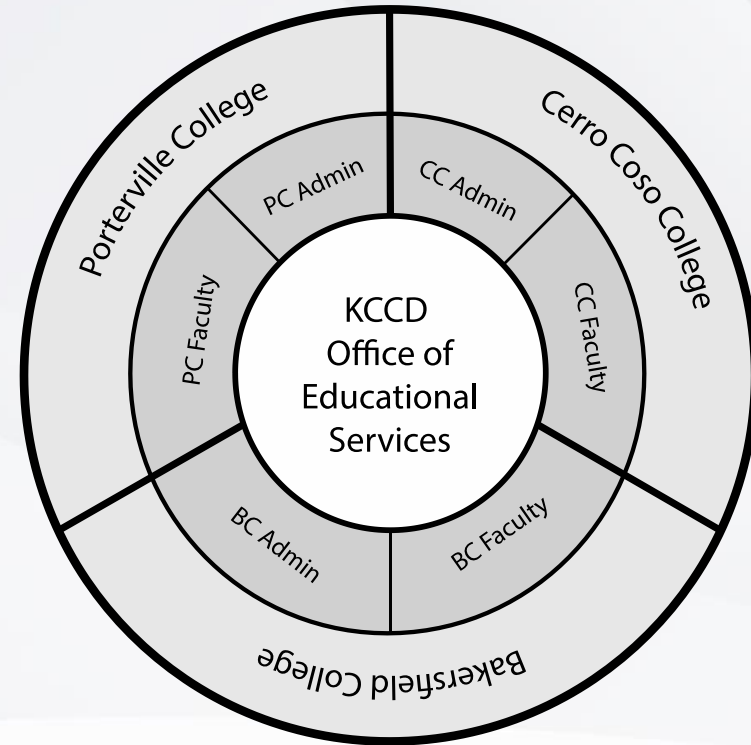 Porterville College
Cerro Coso College
PC Admin
CC Admin
PC Faculty
CC Faculty
KCCD
Office of
Educational
Services
BC Admin
BC Faculty
Bakersfield College